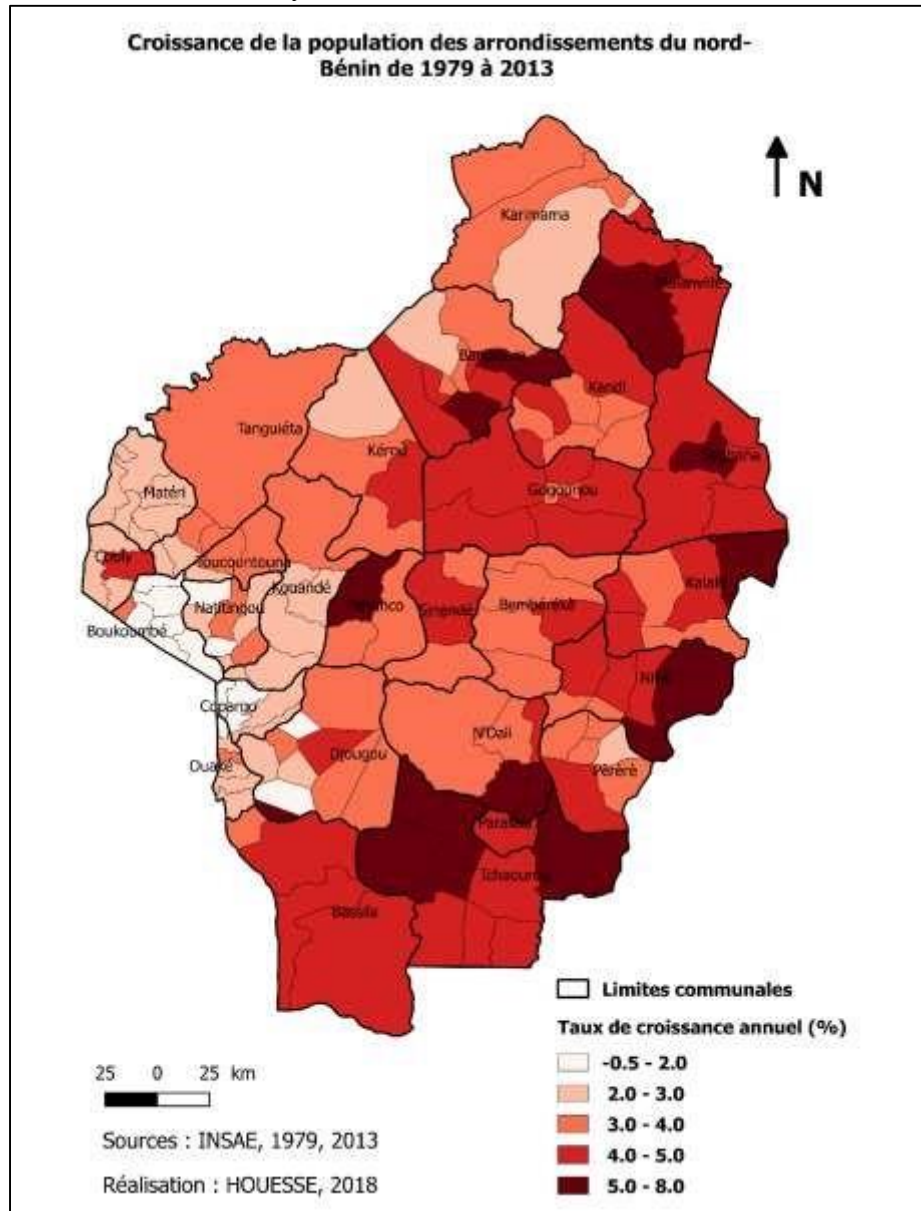 Croissance de la population des arrondissements du nord-
Bénin de 1979 à 2013
N
Karimama
Kandi
Tanguiéta
Kérou
Matéri
Gogounou
Cobly
Toucountouna
Kouandé
Kalalé
Sinendé
Bembèrèkè
Natitingou
Boukoumbé
Nikki
Copargo
N'Dali
Djougou
Ouaké
Pèrèrè
Parakou
Tchaourou
Bassila
Limites communales
Taux de croissance annuel (%)
-0.5 - 2.0
2.0 - 3.0
3.0 - 4.0
4.0 - 5.0
5.0 - 8.0
25 0 25 km
Sources : INSAE, 1979, 2013
Réalisation : HOUESSE, 2018